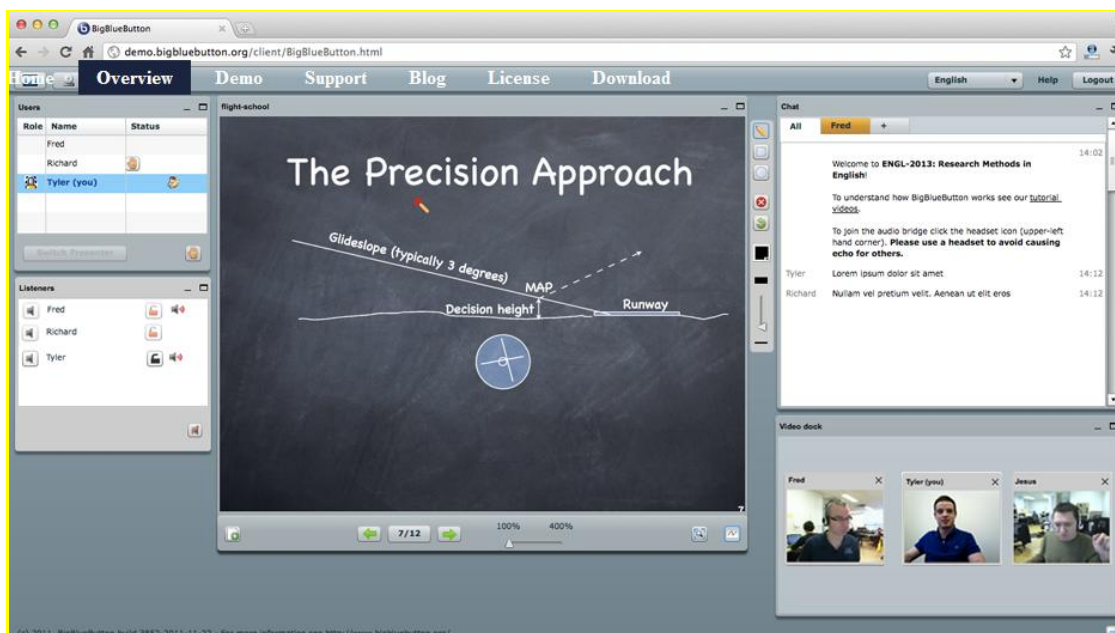 BigBlueButton
demo.bigbluebutton.org/client/BigBlueButton.html
Home Overview Demo Support Blog License Download
English Help Logout
Users
Role Name Status
Fred
Richard
Tyler (you)
Switch Presenter
Listeners
Fred
Richard
Tyler
flight-school
The Precision Approach
Glideslope (typically 3 degrees)
MAP
Decision height
Runway
7
7/12
100% 400%
Chat
All Fred +
14:02
Welcome to ENGL-2013: Research Methods in
English!
To understand how BigBlueButton works see our tutorial
videos.
To join the audio bridge click the headset icon (upper-left
hand corner). Please use a headset to avoid causing
echo for others.
Tyler Lorem ipsum dolor sit amet 14:12
Richard Nullam vel pretium velit. Aenean ut elit eros 14:12
Video dock
Fred Tyler (you) Jesus